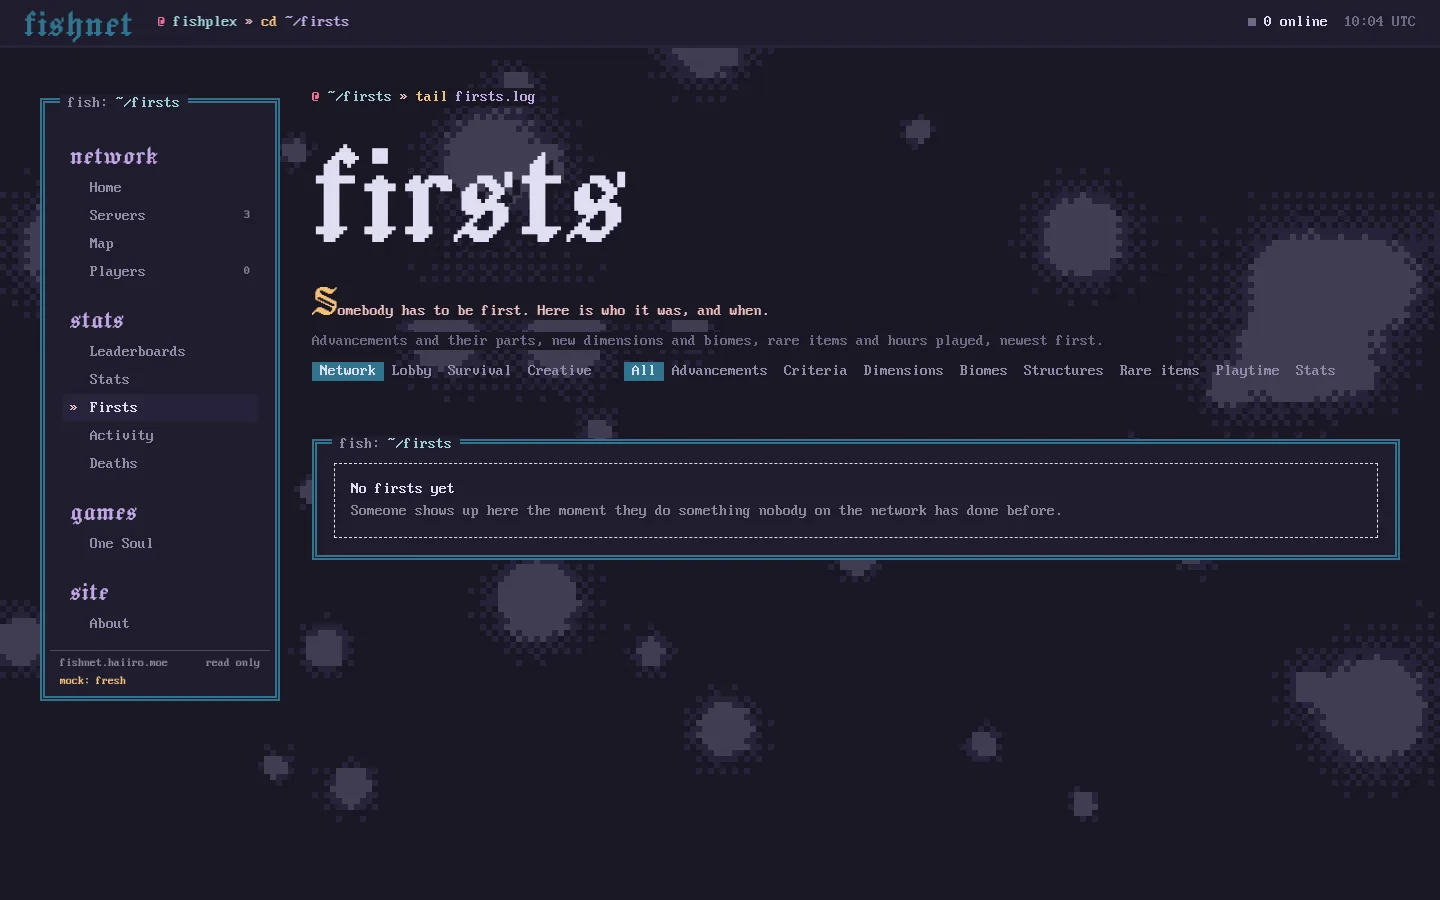 fishnet @ fishplex » cd ~/firsts
0 online 10:04 UTC
fish: ~/firsts
network
Home
Servers 3
Map
Players 0
stats
Leaderboards
Stats
» Firsts
Activity
Deaths
games
One Soul
site
About
fishnet.haiiro.moe read only
mock: fresh
@ ~/firsts » tail firsts.log
firsts
Somebody has to be first. Here is who it was, and when.
Advancements and their parts, new dimensions and biomes, rare items and hours played, newest first.
Network Lobby Survival Creative All Advancements Criteria Dimensions Biomes Structures Rare items Playtime Stats
fish: ~/firsts
No firsts yet
Someone shows up here the moment they do something nobody on the network has done before.